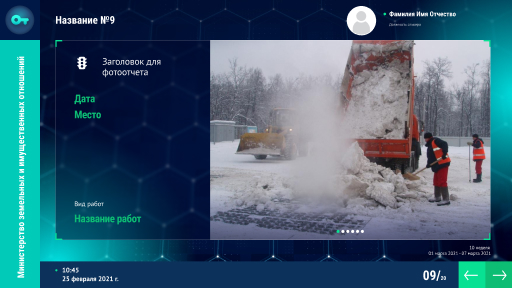 Название №9
Фамилия Имя Отчество
Должность спикера
Министерство земельных и имущественных отношений
Заголовок для
фотоотчета
Дата
Место
Вид работ
Название работ
10 неделя
01 марта 2021 - 07 марта 2021
10:45
23 февраля 2021 г.
09/20